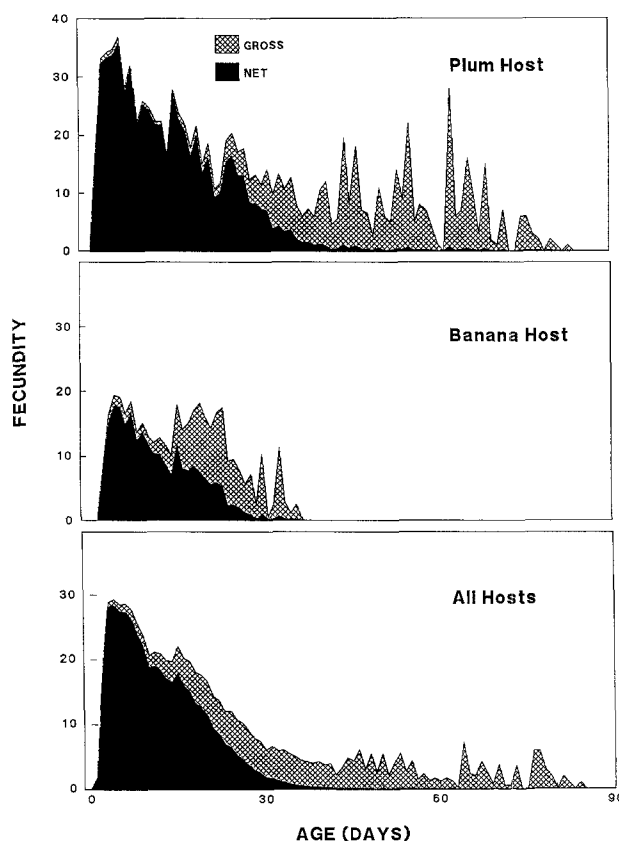 40
30
20
10
0
GROSS
NET
Plum Host
30
20
10
0
Banana Host
FECUNDITY
30
20
10
0
All Hosts
0
30
60
90
AGE (DAYS)